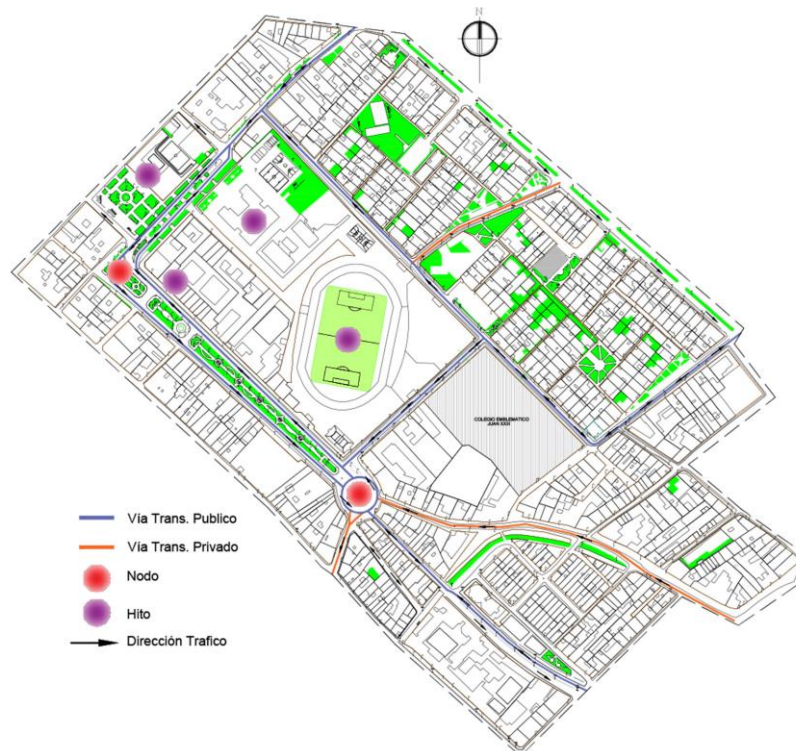 N
COLEGIO EMBLEMATICO
JUAN XXIII
Vía Trans. Publico
Vía Trans. Privado
Nodo
Hito
Dirección Trafico